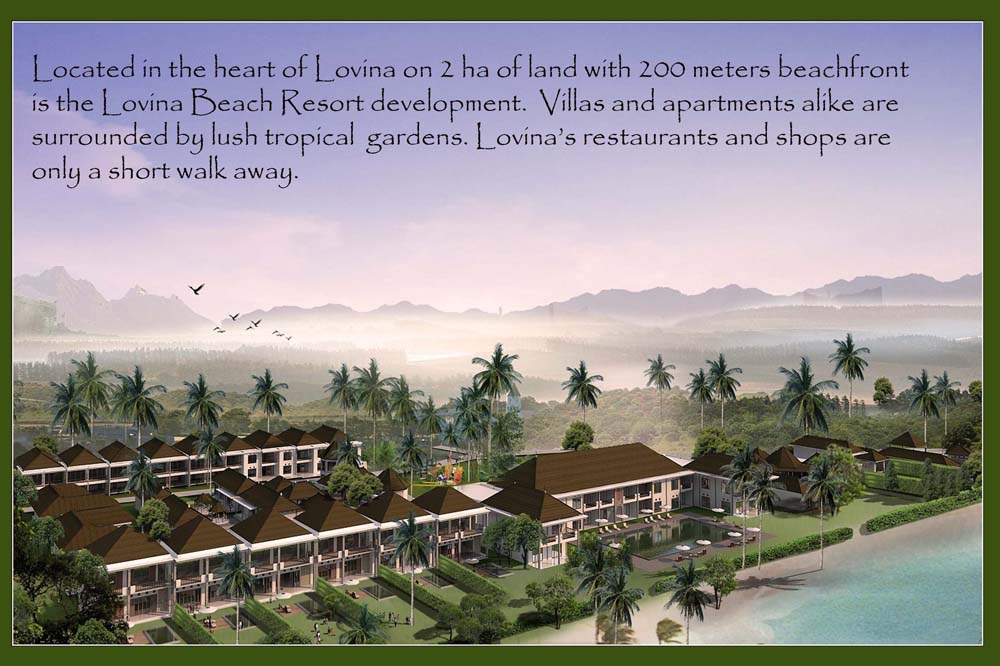 Located in the heart of Lovina on 2 ha of land with 200 meters beachfront
is the Lovina Beach Resort development. Villas and apartments alike are
surrounded by lush tropical gardens. Lovina's restaurants and shops are
only a short walk away.